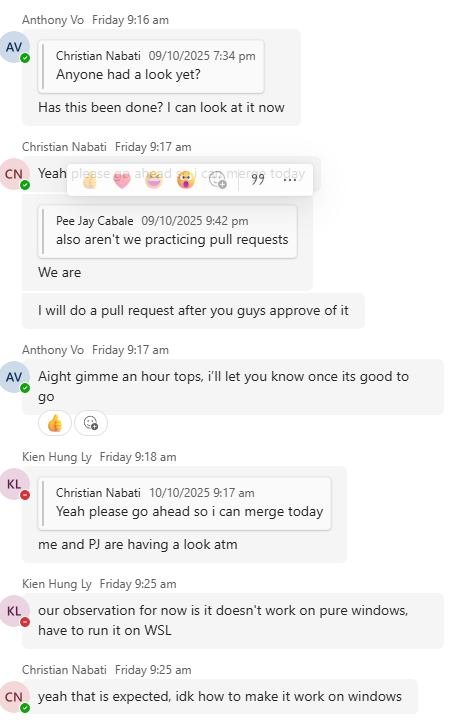 Anthony Vo Friday 9:16 am
AV
Christian Nabati 09/10/2025 7:34 pm
Anyone had a look yet?
Has this been done? I can look at it now
Christian Nabati Friday 9:17 am
CN
Yeah please go ahead so i can merge today
Pee Jay Cabale 09/10/2025 9:42 pm
also aren't we practicing pull requests
We are
I will do a pull request after you guys approve of it
Anthony Vo Friday 9:17 am
AV
Aight gimme an hour tops, i'll let you know once its good to
go
Kien Hung Ly Friday 9:18 am
KL
Christian Nabati 10/10/2025 9:17 am
Yeah please go ahead so i can merge today
me and PJ are having a look atm
Kien Hung Ly Friday 9:25 am
KL
our observation for now is it doesn't work on pure windows,
have to run it on WSL
Christian Nabati Friday 9:25 am
CN
yeah that is expected, idk how to make it work on windows